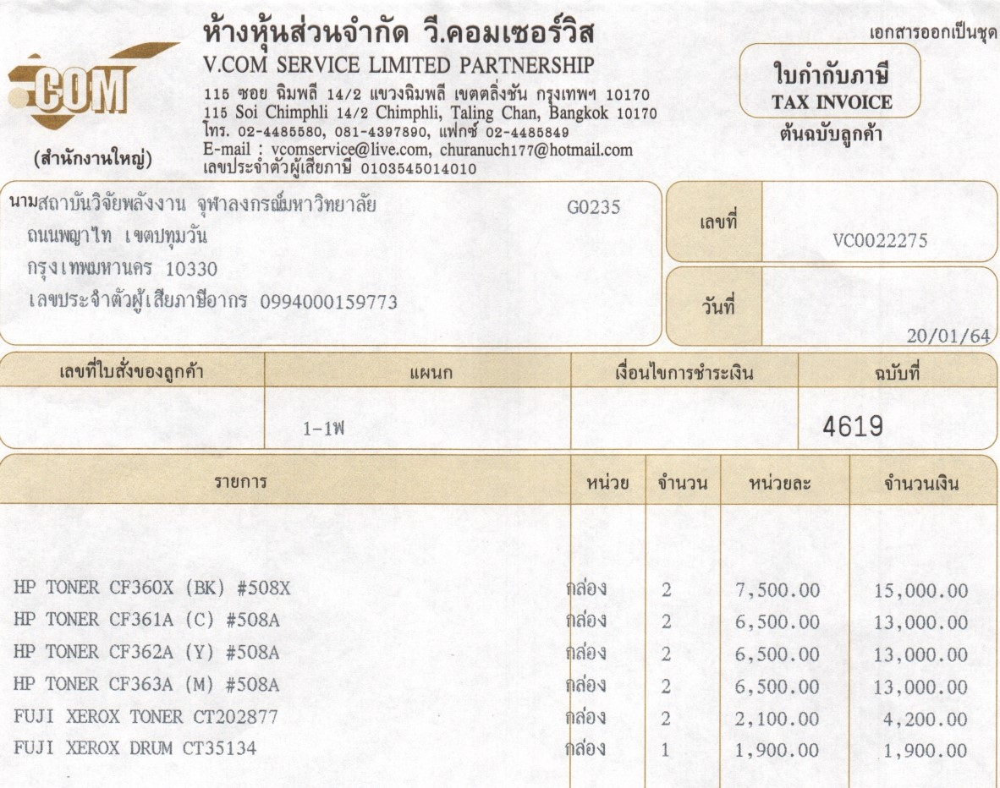 COM
(สำนักงานใหญ่)
ห้างหุ้นส่วนจำกัด วี.คอมเซอร์วิส
V.COM SERVICE LIMITED PARTNERSHIP
115 ซอย ฉิมพลี 14/2 แขวงฉิมพลี เขตตลิ่งชัน กรุงเทพฯ 10170
115 Soi Chimphli 14/2 Chimphli, Taling Chan, Bangkok 10170
โทร. 02-4485580, 081-4397890, แฟกซ์ 02-4485849
E-mail : vcomservice@live.com, churanuch177@hotmail.com
เลขประจำตัวผู้เสียภาษี 0103545014010
เอกสารออกเป็นชุด
ใบกำกับภาษี
TAX INVOICE
ต้นฉบับลูกค้า
นามสถาบันวิจัยพลังงาน จุฬาลงกรณ์มหาวิทยาลัย G0235
ถนนพญาไท เขตปทุมวัน
กรุงเทพมหานคร 10330
เลขประจำตัวผู้เสียภาษีอากร 0994000159773
เลขที่ VC0022275
วันที่ 20/01/64
เลขที่ใบสั่งของลูกค้า แผนก เงื่อนไขการชำระเงิน ฉบับที่
1-1ฟ 4619
รายการ หน่วย จำนวน หน่วยละ จำนวนเงิน
HP TONER CF360X (BK) #508X กล่อง 2 7,500.00 15,000.00
HP TONER CF361A (C) #508A กล่อง 2 6,500.00 13,000.00
HP TONER CF362A (Y) #508A กล่อง 2 6,500.00 13,000.00
HP TONER CF363A (M) #508A กล่อง 2 6,500.00 13,000.00
FUJI XEROX TONER CT202877 กล่อง 2 2,100.00 4,200.00
FUJI XEROX DRUM CT35134 กล่อง 1 1,900.00 1,900.00